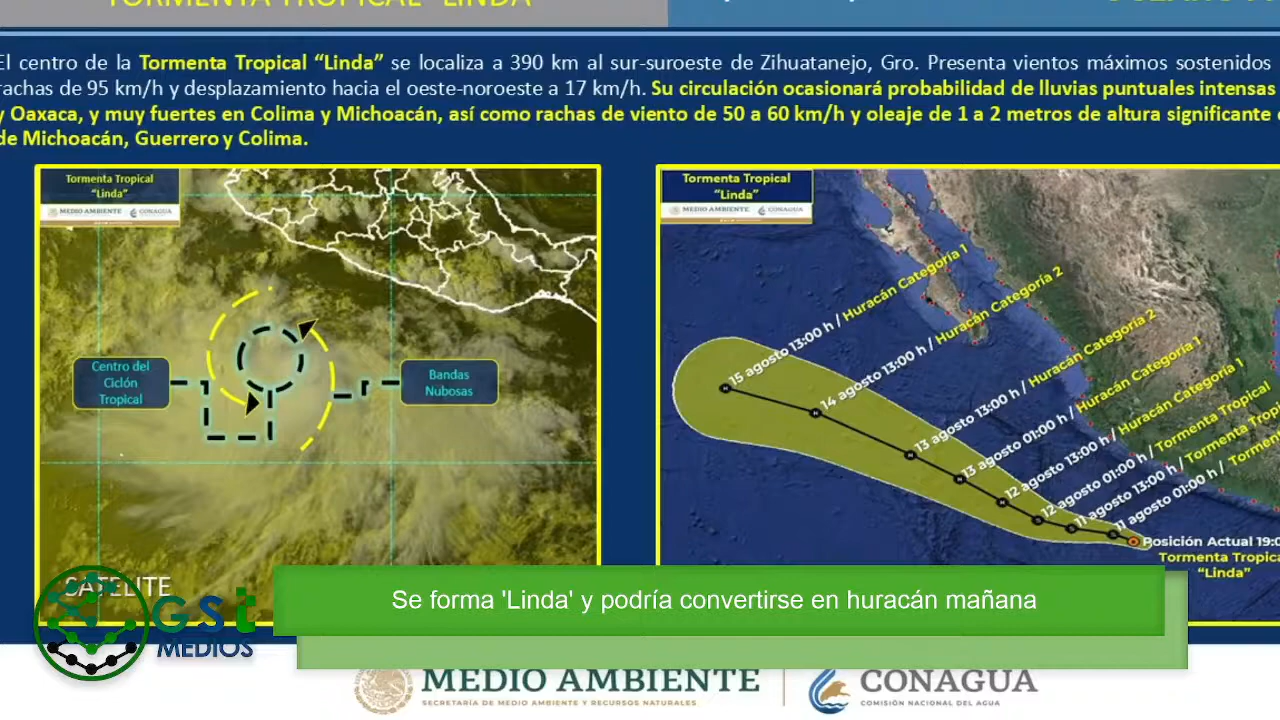 TORMENTA TROPICAL "LINDA"
El centro de la Tormenta Tropical “Linda” se localiza a 390 km al sur-suroeste de Zihuatanejo, Gro. Presenta vientos máximos sostenidos
rachas de 95 km/h y desplazamiento hacia el oeste-noroeste a 17 km/h. Su circulación ocasionará probabilidad de lluvias puntuales intensas
y Oaxaca, y muy fuertes en Colima y Michoacán, así como rachas de viento de 50 a 60 km/h y oleaje de 1 a 2 metros de altura significante
de Michoacán, Guerrero y Colima.
Tormenta Tropical
“Linda”
MEDIO AMBIENTE
CONAGUA
Centro del
Ciclón
Tropical
Bandas
Nubosas
SATELITE
Tormenta Tropical
“Linda”
MEDIO AMBIENTE
CONAGUA
15 agosto 13:00 h / Huracán Categoría 1
14 agosto 13:00 h / Huracán Categoría 2
13 agosto 13:00 h / Huracán Categoría 2
13 agosto 01:00 h / Huracán Categoría 1
12 agosto 13:00 h / Huracán Categoría 1
12 agosto 01:00 h / Tormenta Tropical
11 agosto 13:00 h / Tormenta Trop
11 agosto 01:00 h / Tormen
Posición Actual 19:0
Tormenta Tropica
“Linda”
GSt
MEDIOS
Se forma 'Linda' y podría convertirse en huracán mañana
MEDIO AMBIENTE
SECRETARÍA DE MEDIO AMBIENTE Y RECURSOS NATURALES
CONAGUA
COMISIÓN NACIONAL DEL AGUA